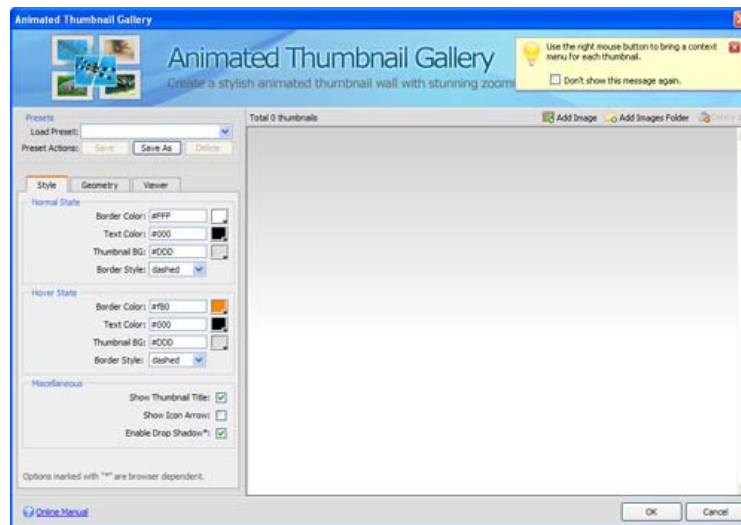 Animated Thumbnail Gallery
Animated Thumbnail Gallery
Create a stylish animated thumbnail wall with stunning zoomi
Use the right mouse button to bring a context
menu for each thumbnail.
Don't show this message again.
Presets
Load Preset:
Preset Actions: Save Save As Delete
Total 0 thumbnails
Add Image Add Images Folder Delete
Style Geometry Viewer
Normal State
Border Color: #FFF
Text Color: #000
Thumbnail BG: #DDD
Border Style: dashed
Hover State
Border Color: #f80
Text Color: #000
Thumbnail BG: #DDD
Border Style: dashed
Miscellaneous
Show Thumbnail Title:
Show Icon Arrow:
Enable Drop Shadow*:
Options marked with "*" are browser dependent.
Online Manual
OK Cancel